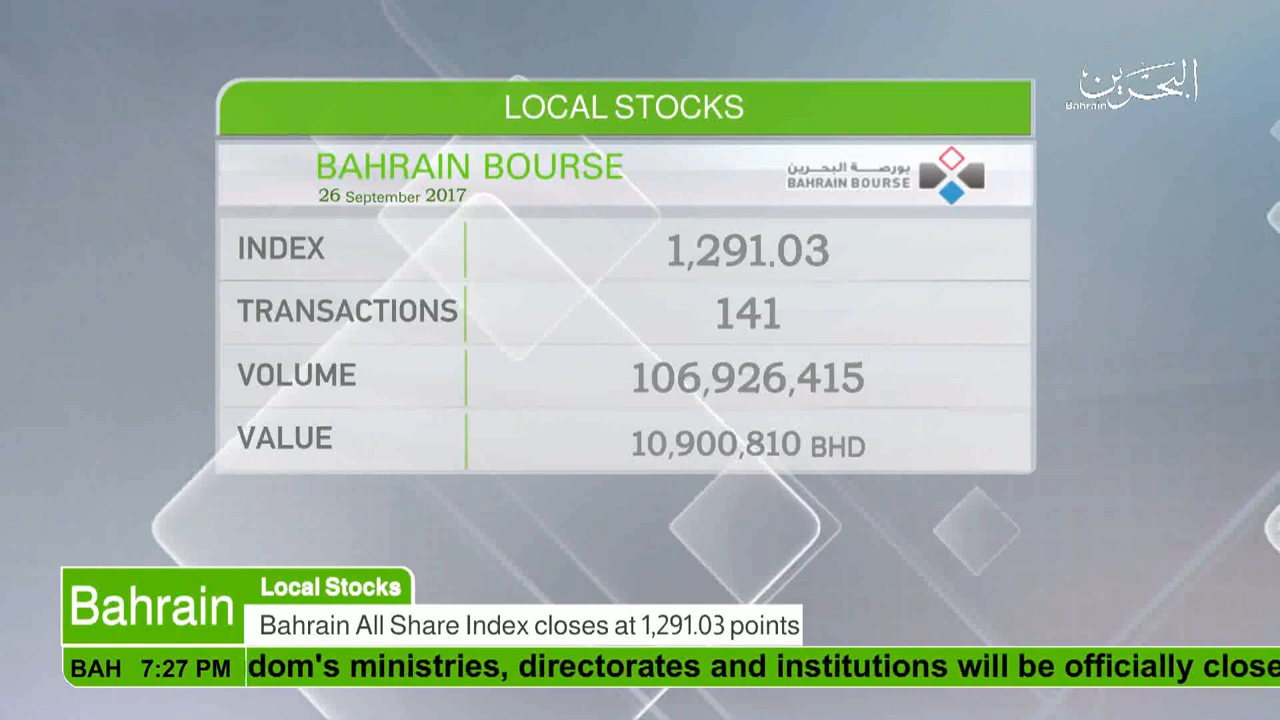 LOCAL STOCKS
البحرين
Bahrain
BAHRAIN BOURSE
26 September 2017
بورصة البحرين
BAHRAIN BOURSE
INDEX 1,291.03
TRANSACTIONS 141
VOLUME 106,926,415
VALUE 10,900,810 BHD
Bahrain
Local Stocks
Bahrain All Share Index closes at 1,291.03 points
BAH 7:27 PM dom's ministries, directorates and institutions will be officially close